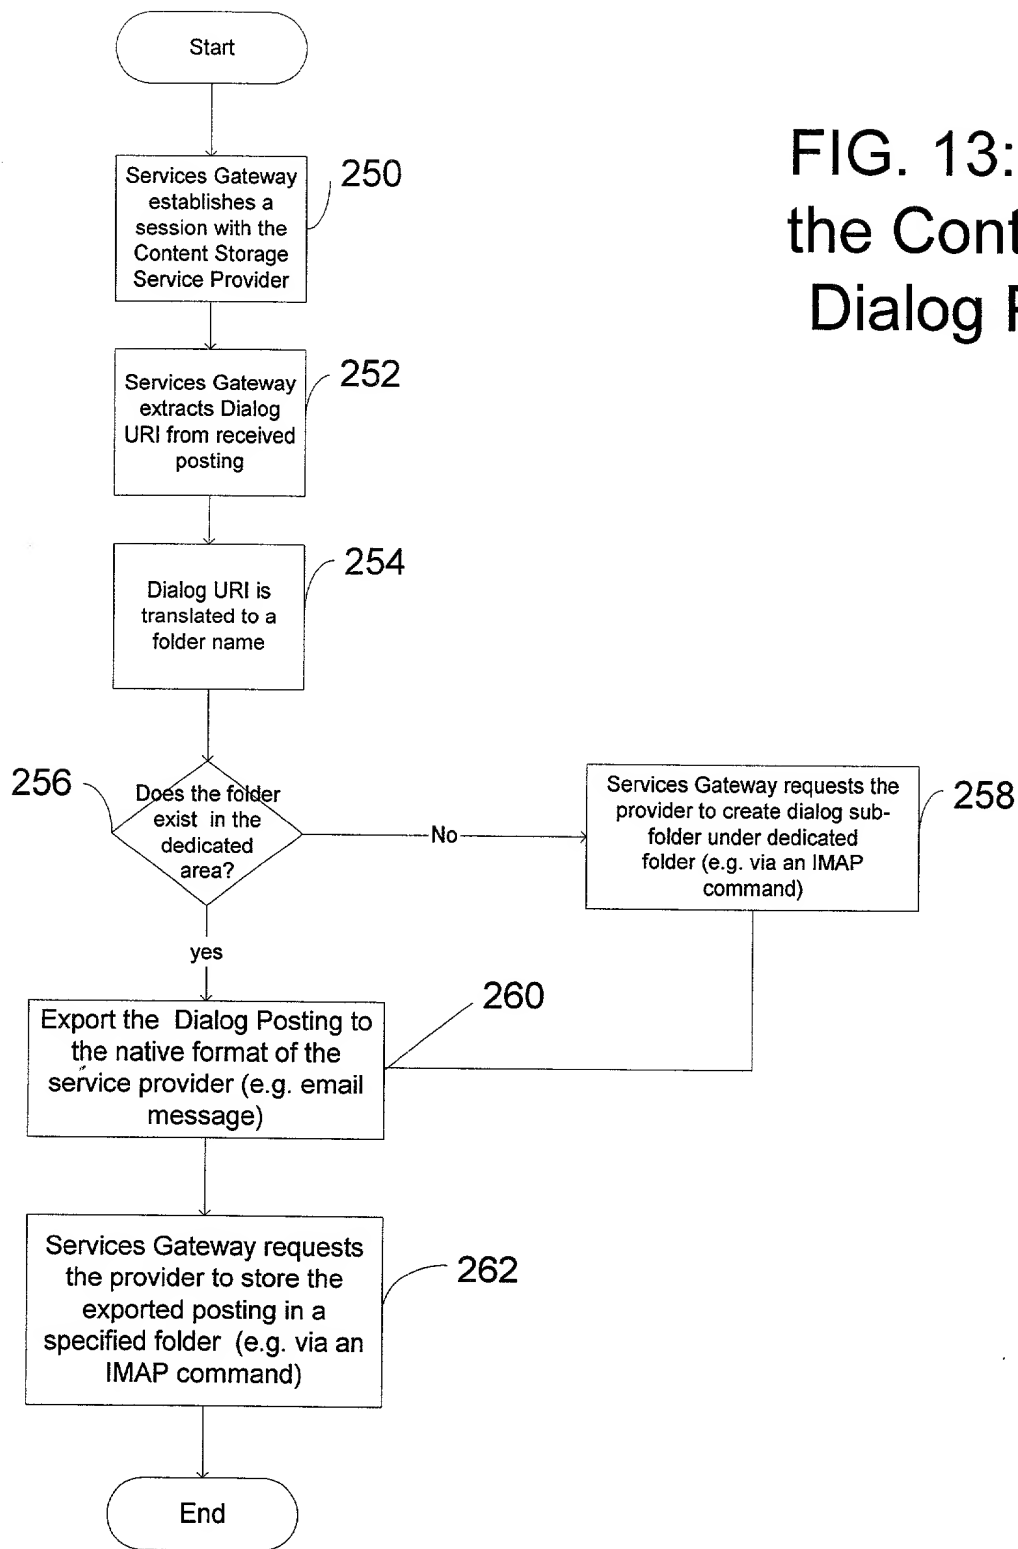 Start
Services Gateway
establishes a
session with the
Content Storage
Service Provider
250
FIG. 13:
the Cont
Dialog
Services Gateway
extracts Dialog
URI from received
posting
252
Dialog URI is
translated to a
folder name
254
256
Does the folder
exist in the
dedicated
area?
No
Services Gateway requests the
provider to create dialog sub-
folder under dedicated
folder (e.g. via an IMAP
command)
258
yes
Export the Dialog Posting to
the native format of the
service provider (e.g. email
message)
260
Services Gateway requests
the provider to store the
exported posting in a
specified folder (e.g. via an
IMAP command)
262
End